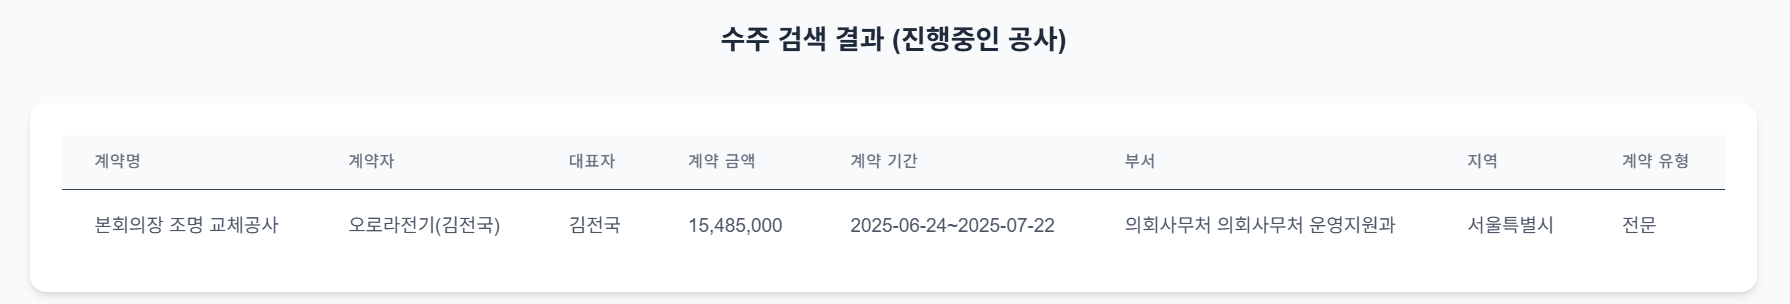 수주 검색 결과 (진행중인 공사)
계약명 계약자 대표자 계약 금액 계약 기간 부서 지역 계약 유형
본회의장 조명 교체공사 오로라전기(김전국) 김전국 15,485,000 2025-06-24~2025-07-22 의회사무처 의회사무처 운영지원과 서울특별시 전문